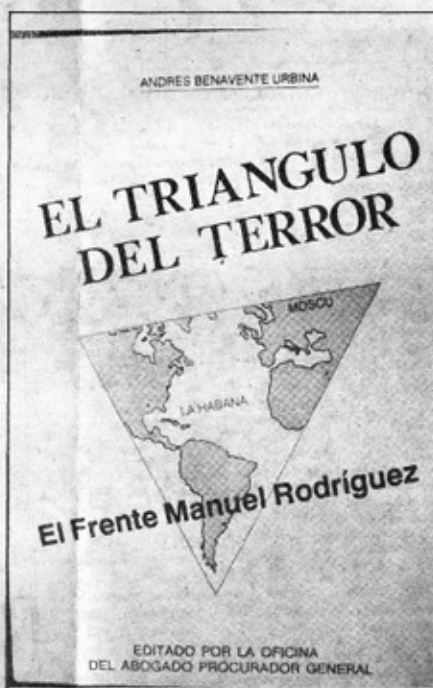 ANDRES BENAVENTE URBINA
EL TRIANGULO
DEL TERROR
MOSCU
LA HABANA
El Frente Manuel Rodríguez
EDITADO POR LA OFICINA
DEL ABOGADO PROCURADOR GENERAL